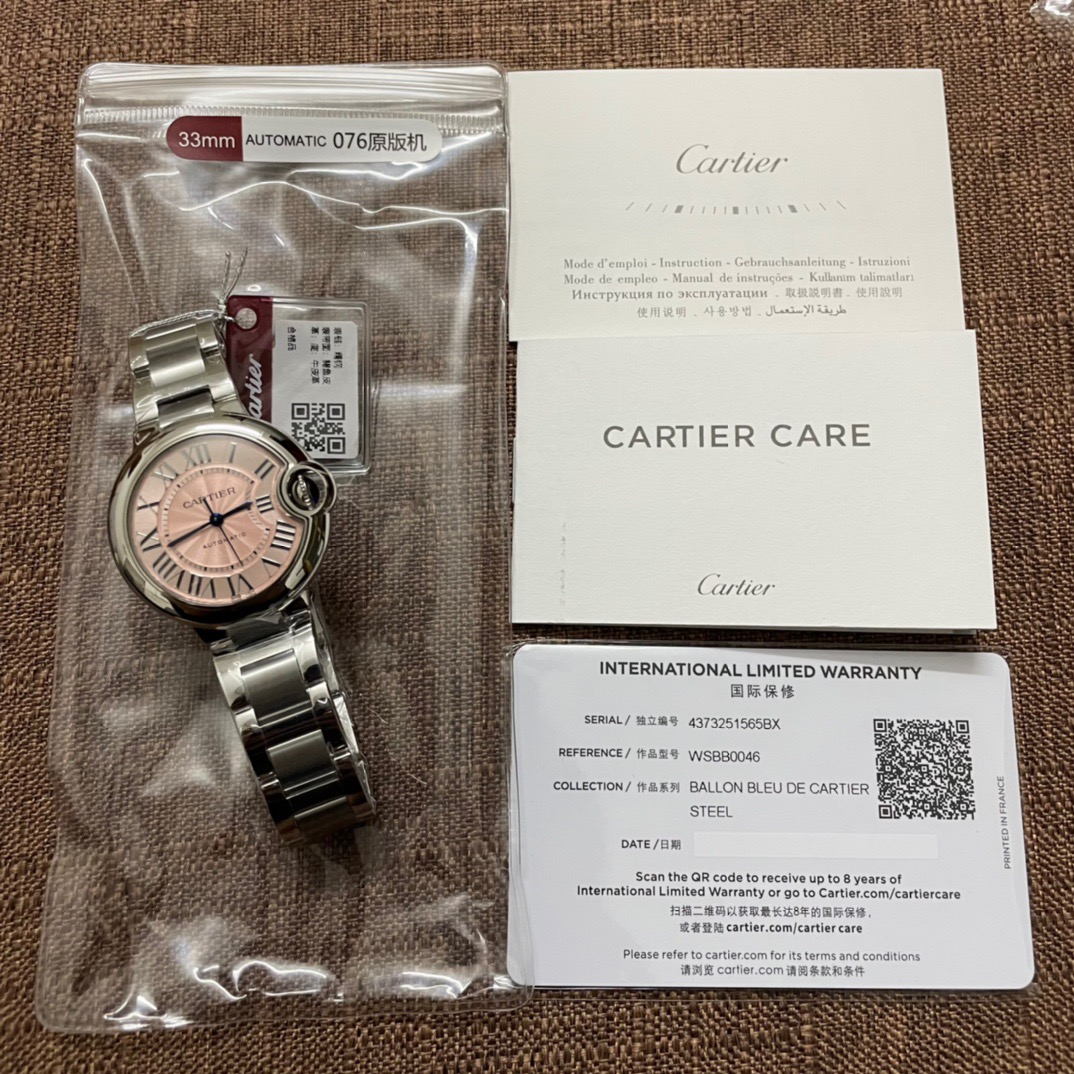 33mm AUTOMATIC 076原版机
Cartier
Mode d'emploi - Instruction - Gebrauchsanleitung - Istruzioni
Mode de empleo - Manual de instruções - Kullanım talimatları
Инструкция по эксплуатации . 取扱説明書 . 使用說明
使用说明 . 사용방법 . طريقة الإستعمال
artier
合格品
CARTIER
AUTOMATIC
CARTIER CARE
Cartier
INTERNATIONAL LIMITED WARRANTY
国际保修
SERIAL / 独立编号 4373251565BX
REFERENCE / 作品型号 WSBB0046
COLLECTION / 作品系列 BALLON BLEU DE CARTIER
STEEL
DATE /日期
PRINTED IN FRANCE
Scan the QR code to receive up to 8 years of
International Limited Warranty or go to Cartier.com/cartiercare
扫描二维码以获取最长达8年的国际保修，
或者登陆 cartier.com/cartier care
Please refer to cartier.com for its terms and conditions
请浏览 cartier.com 请阅条款和条件